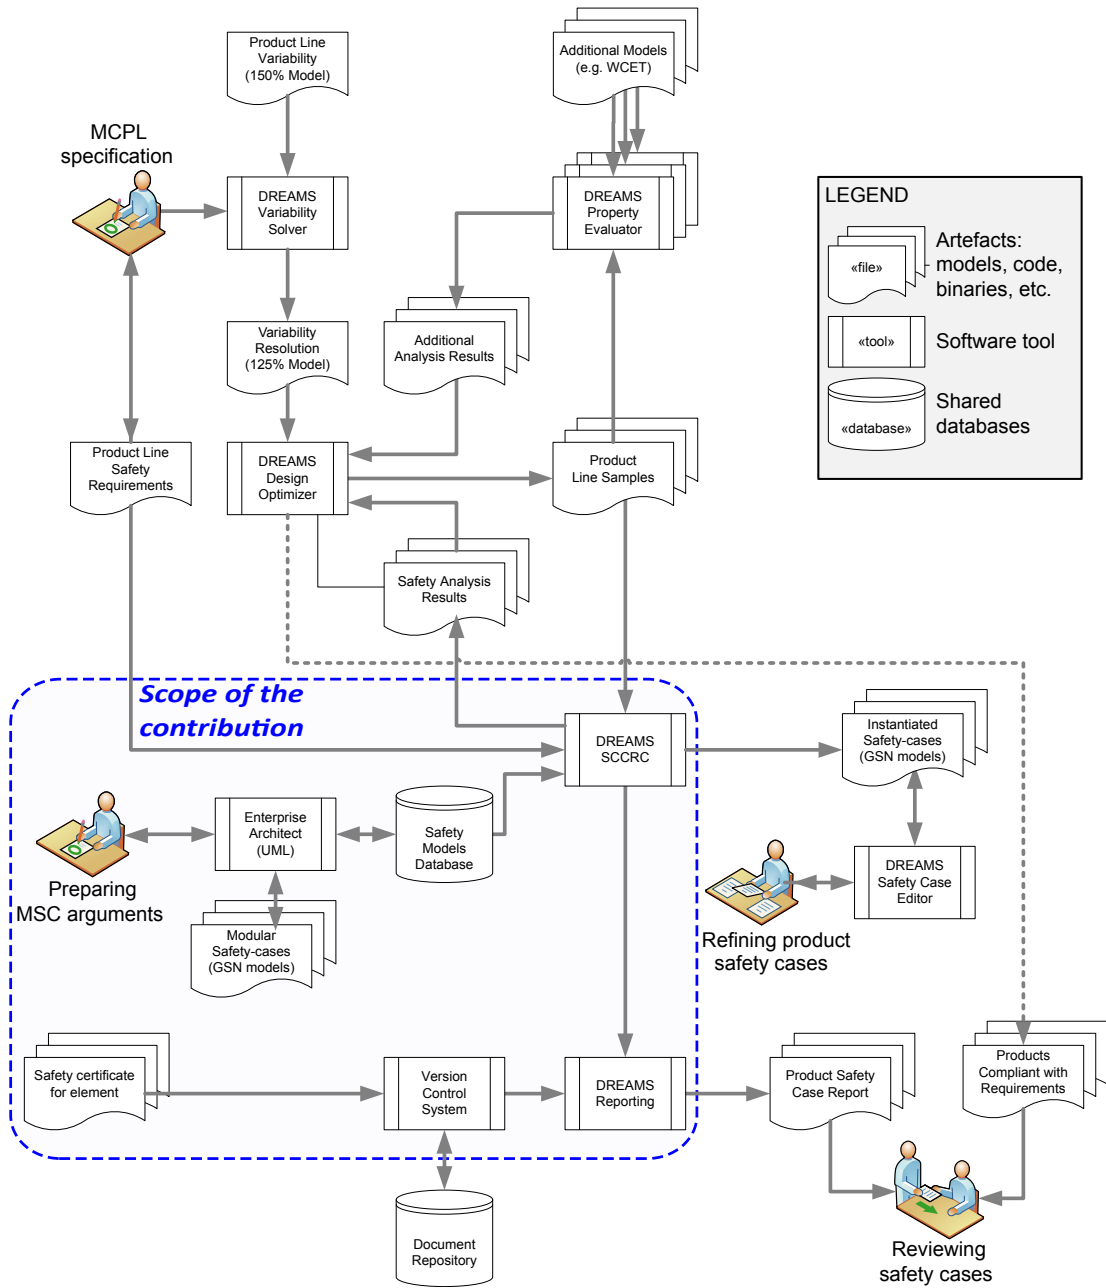 Product Line
Variability
(150% Model)
Additional Models
(e.g. WCET)
MCPL
specification
DREAMS
Variability
Solver
DREAMS
Property
Evaluator
LEGEND
«file»
Artefacts:
models, code,
binaries, etc.
«tool»
Software tool
«database»
Shared
databases
Variability
Resolution
(125% Model)
Additional
Analysis Results
Product Line
Safety
Requirements
DREAMS
Design
Optimizer
Product
Line Samples
Safety Analysis
Results
Scope of the
contribution
DREAMS
SCCRC
Instantiated
Safety-cases
(GSN models)
Enterprise
Architect
(UML)
Safety
Models
Database
Preparing
MSC arguments
DREAMS
Safety Case
Editor
Refining product
safety cases
Modular
Safety-cases
(GSN models)
Safety certificate
for element
Version
Control
System
DREAMS
Reporting
Product Safety
Case Report
Products
Compliant with
Requirements
Document
Repository
Reviewing
safety cases